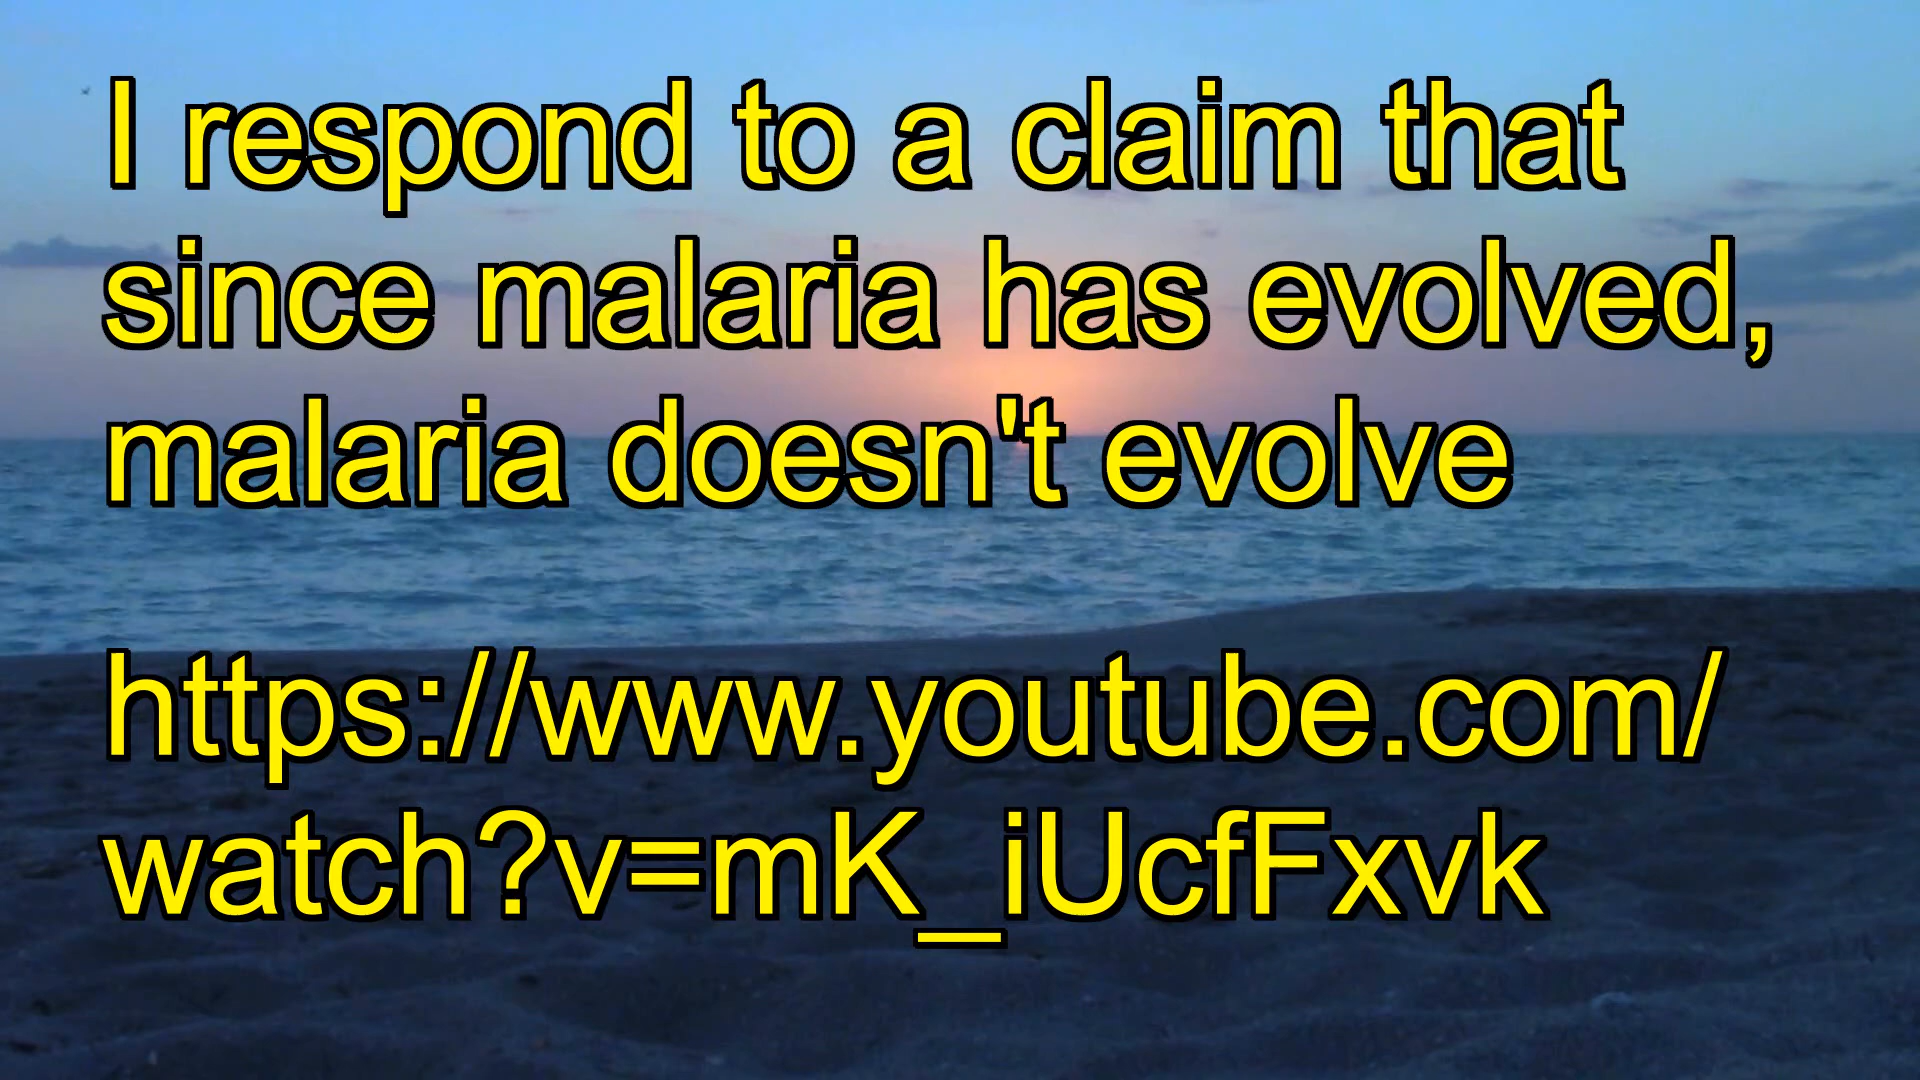 I respond to a claim that
since malaria has evolved,
malaria doesn't evolve
https://www.youtube.com/
watch?v=mK_iUcfFxvk